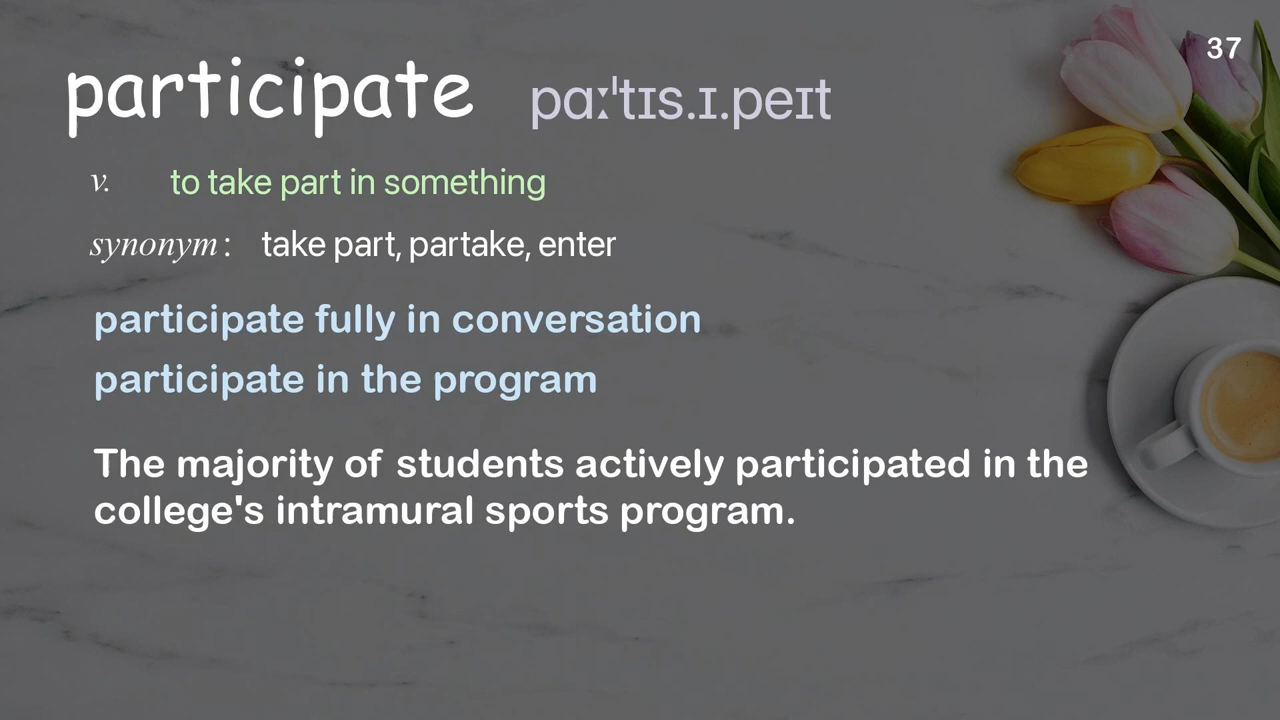 37
participate pɑːˈtɪs.ɪ.peɪt
v. to take part in something
synonym: take part, partake, enter
participate fully in conversation
participate in the program
The majority of students actively participated in the
college's intramural sports program.